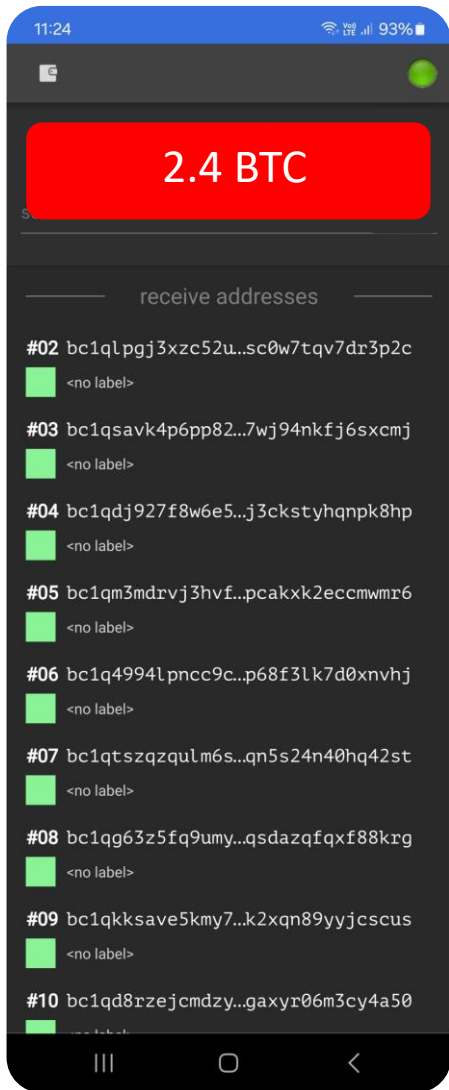 11:24 Vo) LTE 93%
2.4 BTC
receive addresses
#02 bc1qlpgj3xzc52u…sc0w7tqv7dr3p2c
<no label>
#03 bc1qsavk4p6pp82…7wj94nkfj6sxcmj
<no label>
#04 bc1qdj927f8w6e5…j3ckstyhqnpk8hp
<no label>
#05 bc1qm3mdrvj3hvf…pcakxk2eccmwmr6
<no label>
#06 bc1q4994lpncc9c…p68f3lk7d0xnvhj
<no label>
#07 bc1qtszqzqulm6s…qn5s24n40hq42st
<no label>
#08 bc1qg63z5fq9umy…qsdazqfqxf88krg
<no label>
#09 bc1qkksave5kmy7…k2xqn89yyjcscus
<no label>
#10 bc1qd8rzejcmdzy…gaxyr06m3cy4a50